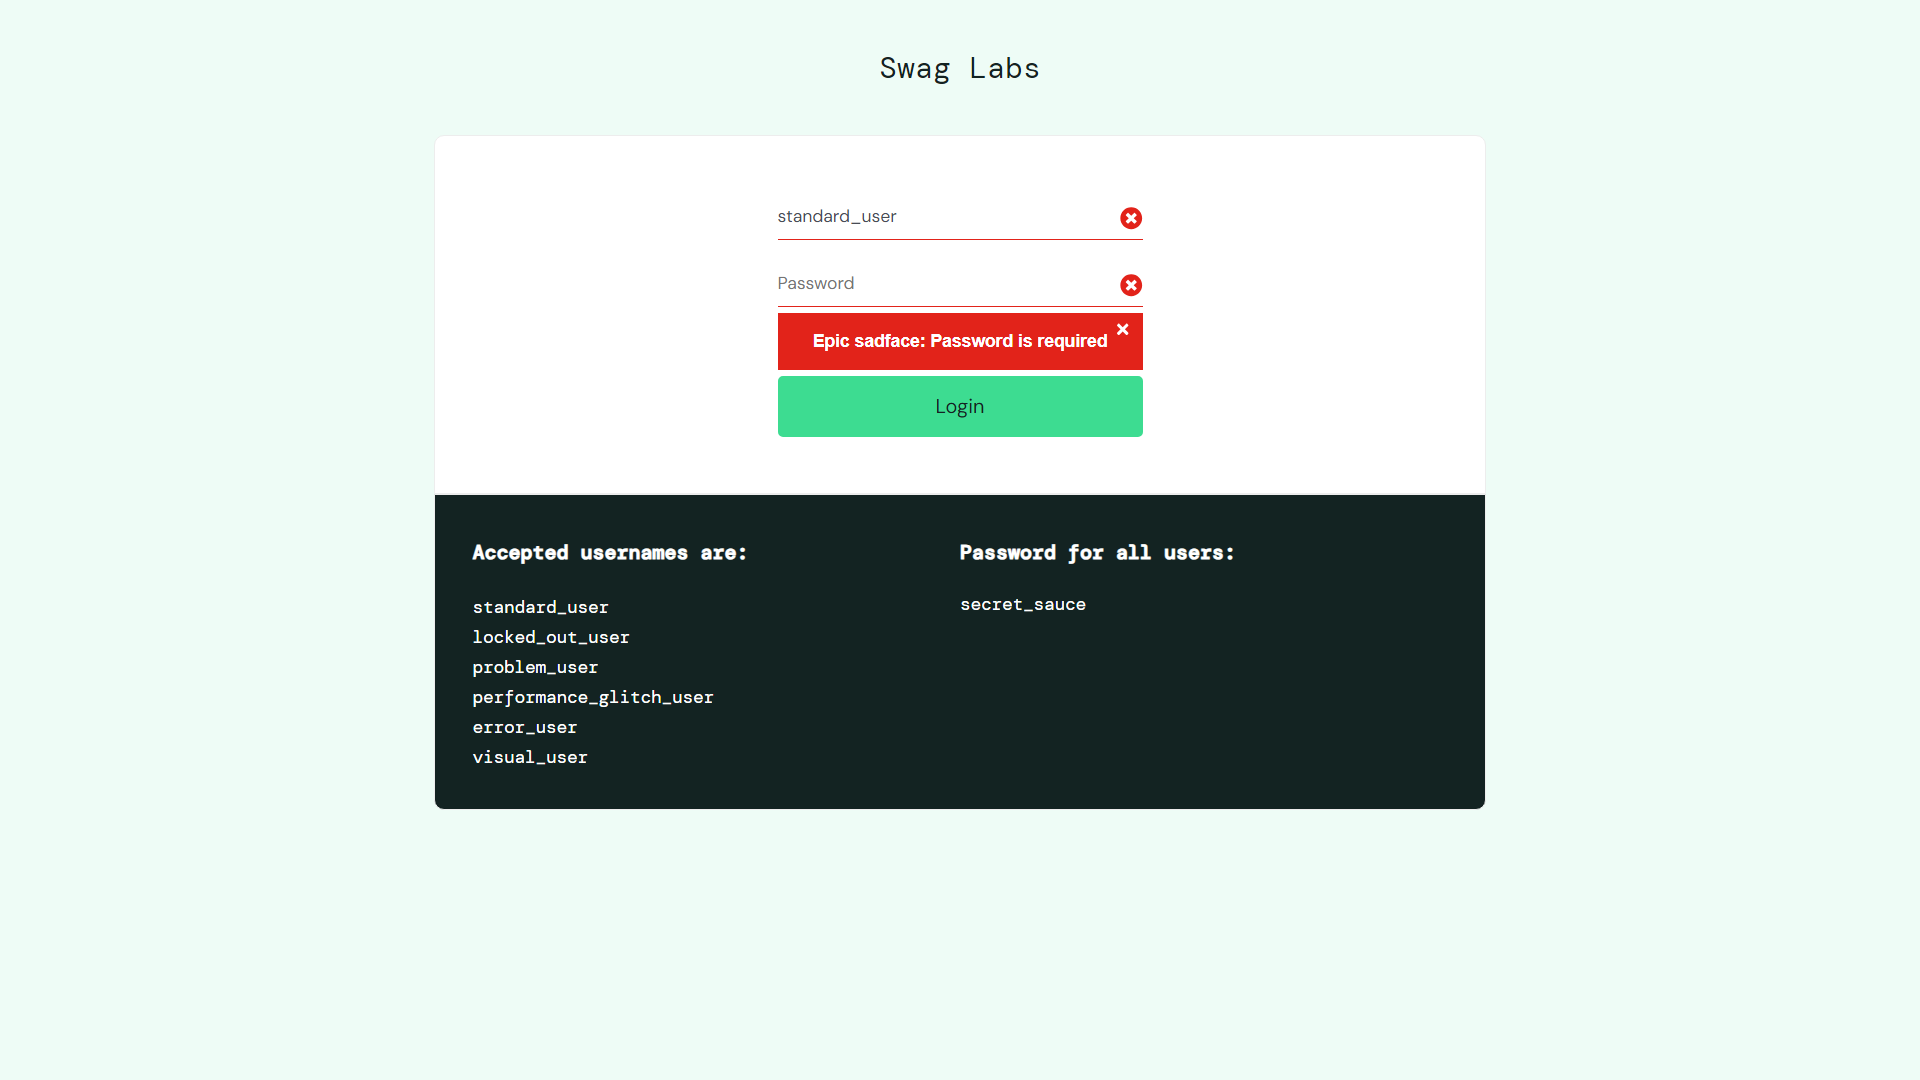 Swag Labs
standard_user
Password
Epic sadface: Password is required
Login
Accepted usernames are:
standard_user
locked_out_user
problem_user
performance_glitch_user
error_user
visual_user
Password for all users:
secret_sauce